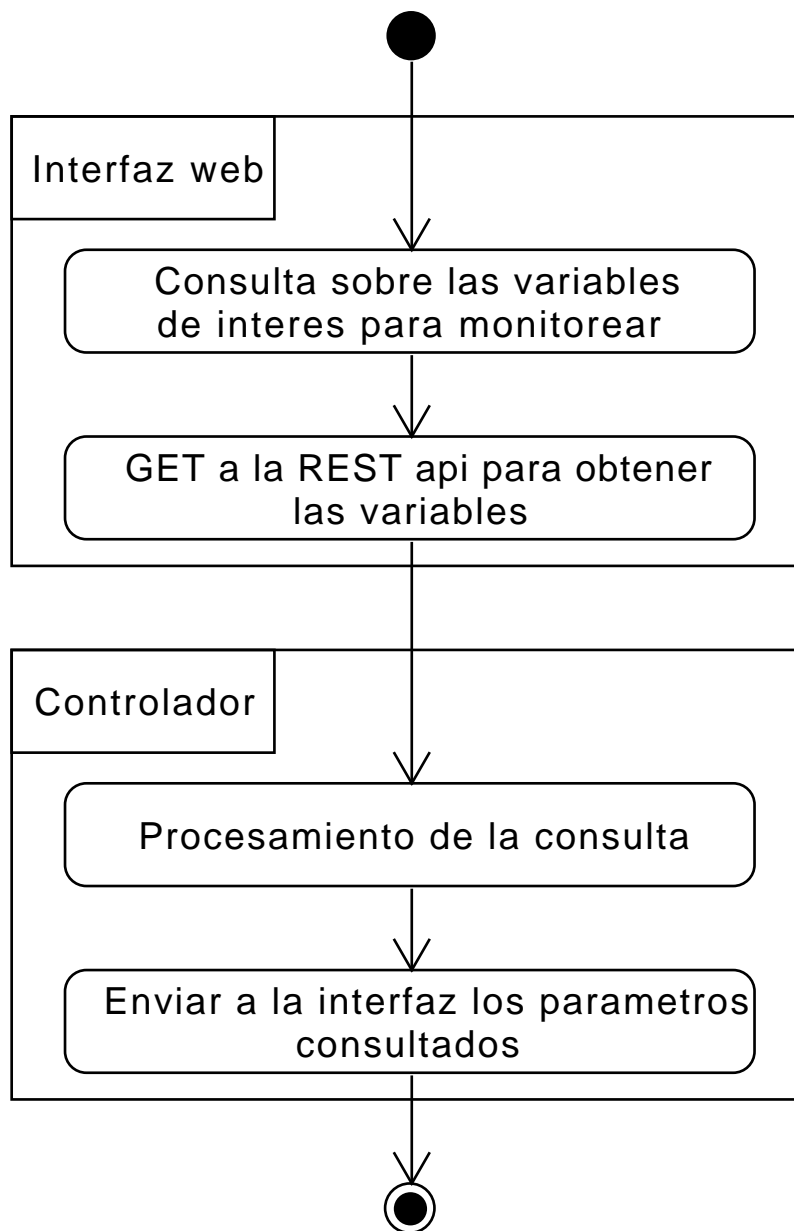 Interfaz web
Consulta sobre las variables
de interes para monitorear
GET a la REST api para obtener
las variables
Controlador
Procesamiento de la consulta
Enviar a la interfaz los parametros
consultados